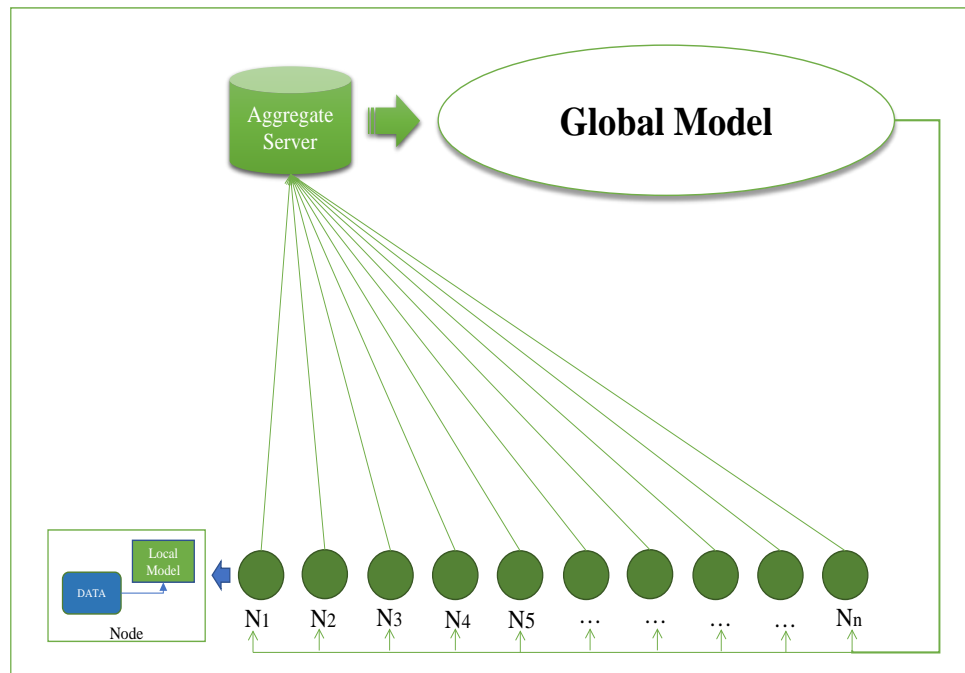 Aggregate
Server
Global Model
Local
Model
DATA
Node
N1 N2 N3 N4 N5 ... ... ... ... Nn